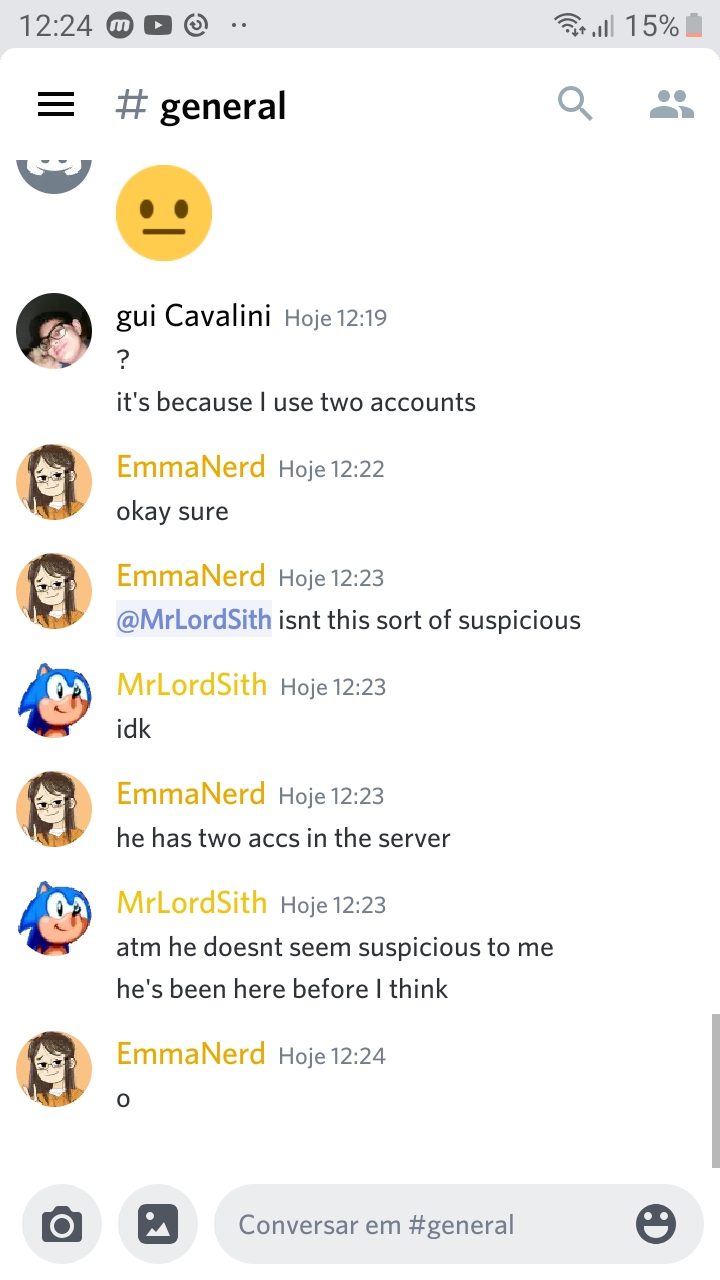 12:24
15%
# general
gui Cavalini Hoje 12:19
?
it's because I use two accounts
EmmaNerd Hoje 12:22
okay sure
EmmaNerd Hoje 12:23
@MrLordSith isnt this sort of suspicious
MrLordSith Hoje 12:23
idk
EmmaNerd Hoje 12:23
he has two accs in the server
MrLordSith Hoje 12:23
atm he doesnt seem suspicious to me
he's been here before I think
EmmaNerd Hoje 12:24
o
Conversar em #general